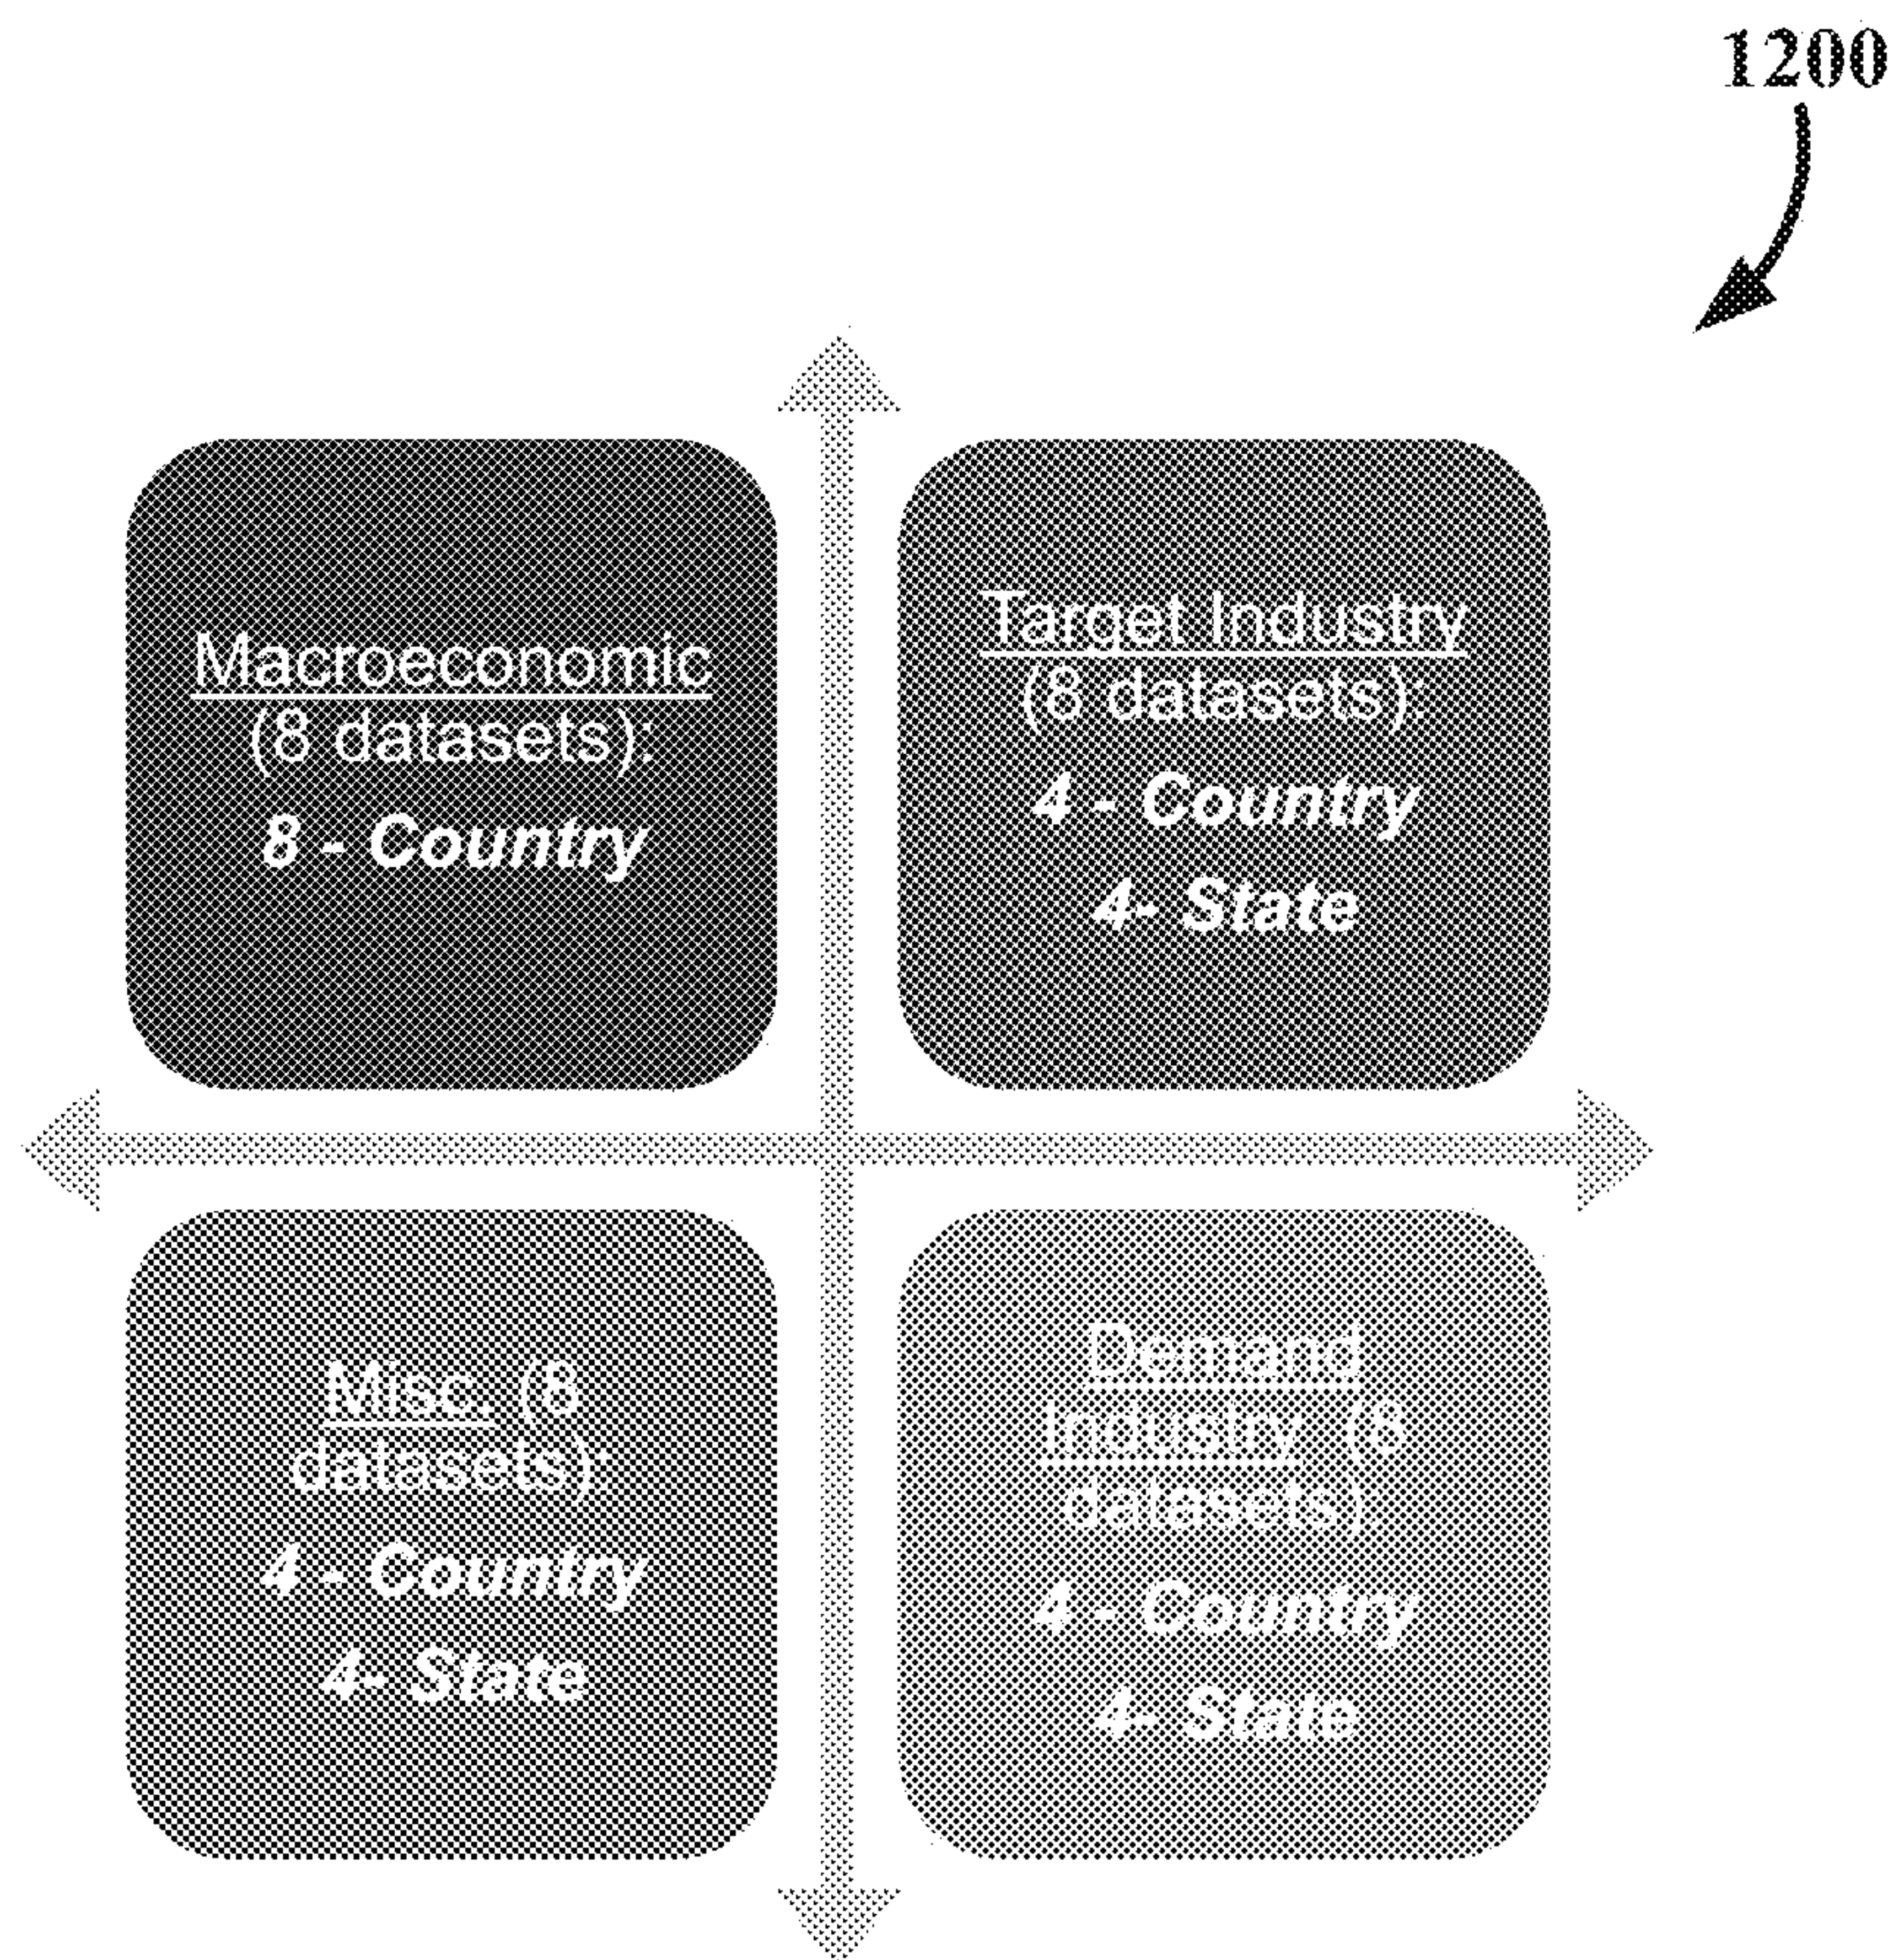 1200
Macroeconomic
(8 datasets):
8 - Country
Target Industry
(8 datasets):
4 - Country
4- State
Misc. (8
datasets):
4 - Country
4- State
Demand
Industry (8
datasets)
4 - Country
4- State